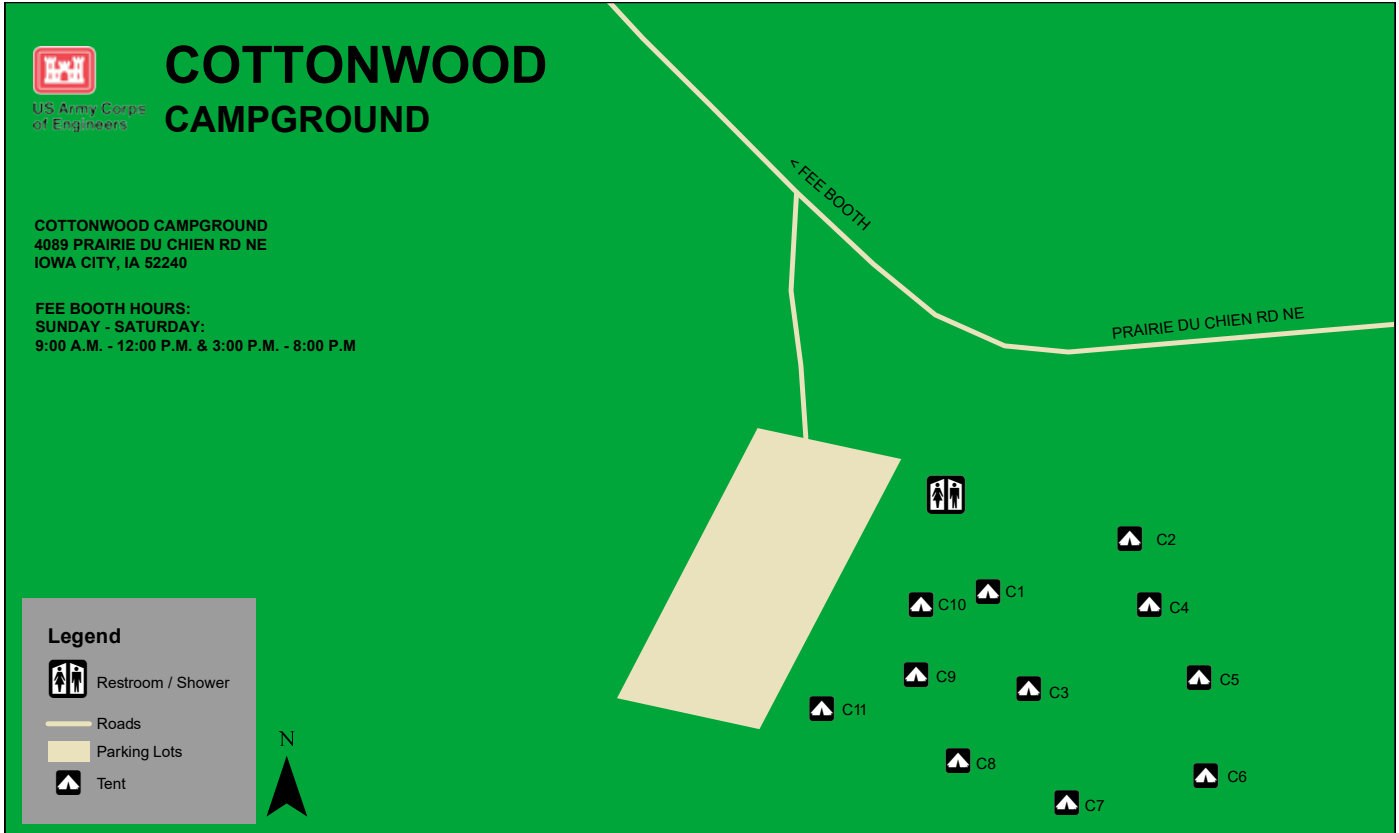 COTTONWOOD
CAMPGROUND
US Army Corps
of Engineers
COTTONWOOD CAMPGROUND
4089 PRAIRIE DU CHIEN RD NE
IOWA CITY, IA 52240
FEE BOOTH HOURS:
SUNDAY - SATURDAY:
9:00 A.M. - 12:00 P.M. & 3:00 P.M. - 8:00 P.M
< FEE BOOTH
PRAIRIE DU CHIEN RD NE
C2
C1
C10
C4
C9
C5
C3
C11
C8
C6
C7
Legend
Restroom / Shower
Roads
Parking Lots
Tent
N